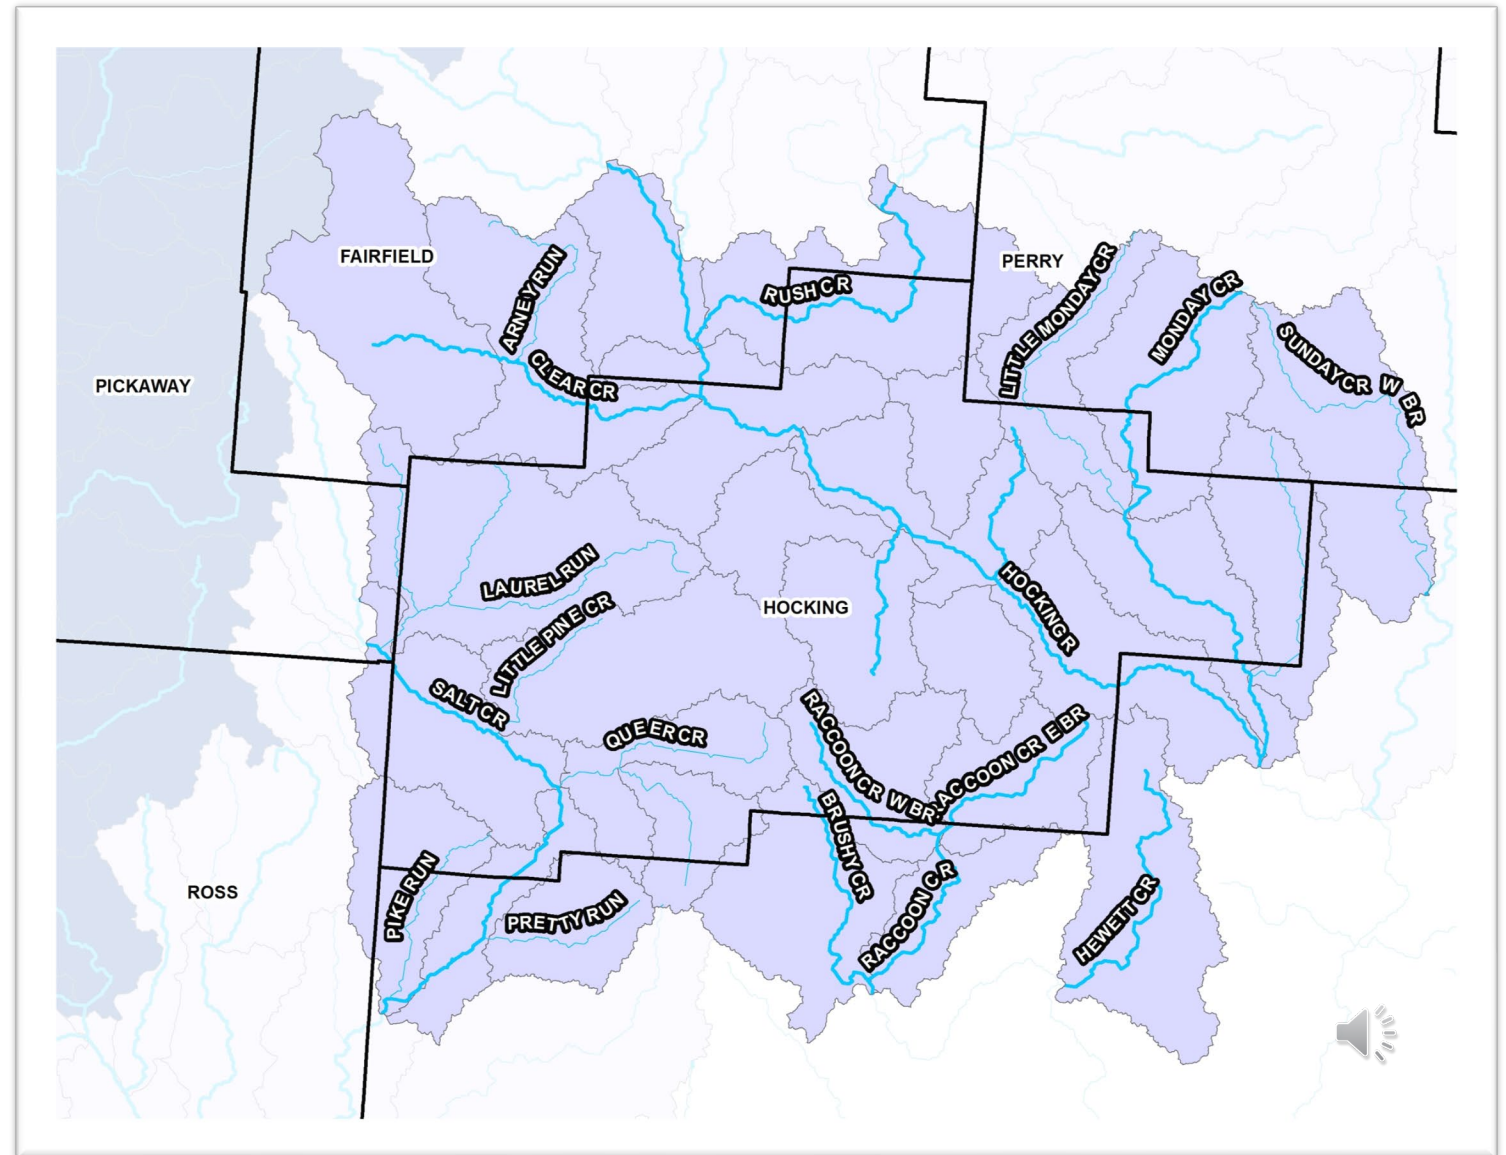 FAIRFIELD
PERRY
ARNEY RUN
RUSH CR
LITTLE MONDAY CR
MONDAY CR
SUNDAY CR W BR
CLEAR CR
PICKAWAY
LAUREL RUN
LITTLE PINE CR
HOCKING
HOCKING R
SALT CR
QUEER CR
RACCOON CR W BR
RACCOON CR E BR
BRUSHY CR
PIKE RUN
ROSS
PRETTY RUN
RACCOON CR
HEWETT CR